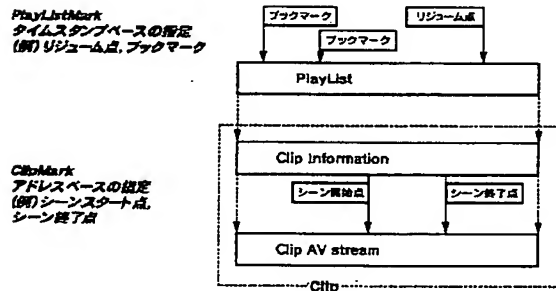 PlayListMark
タイムスタンプベースの指定
(例) リジューム点, ブックマーク
ブックマーク
ブックマーク
リジューム点
PlayList
ClipMark
アドレスベースの指定
(例) シーンスタート点,
シーン終了点
Clip Information
シーン開始点
シーン終了点
Clip AV stream
Clip